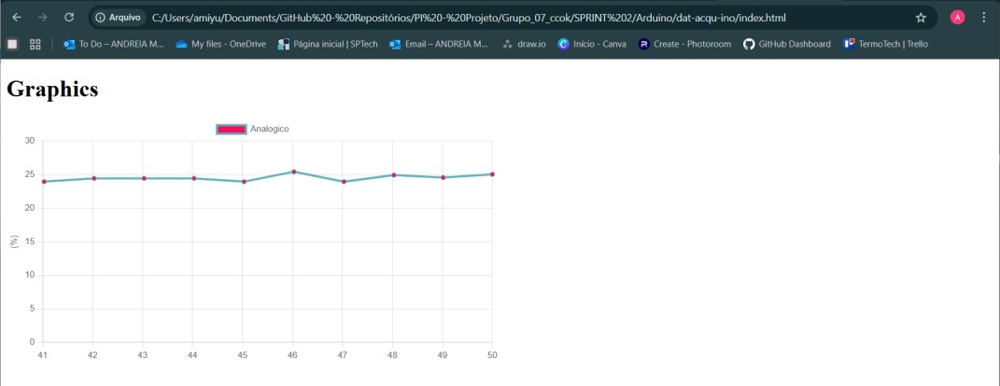 Arquivo C:/Users/amiyu/Documents/GitHub%20-%20Repositórios/PI%20-%20Projeto/Grupo_07_ccok/SPRINT%202/Arduino/dat-acqu-ino/index.html A
To Do – ANDREIA M... My files - OneDrive Página inicial | SPTech Email – ANDREIA M... draw.io Início - Canva Create - Photoroom GitHub Dashboard TermoTech | Trello
Graphics
Analogico
30
25
20
15
10
5
0
(%)
41 42 43 44 45 46 47 48 49 50